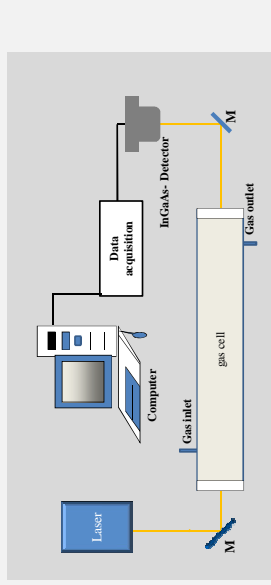 Laser
M
Gas inlet
gas cell
Gas outlet
M
InGaAs- Detector
Data
acquisition
Computer